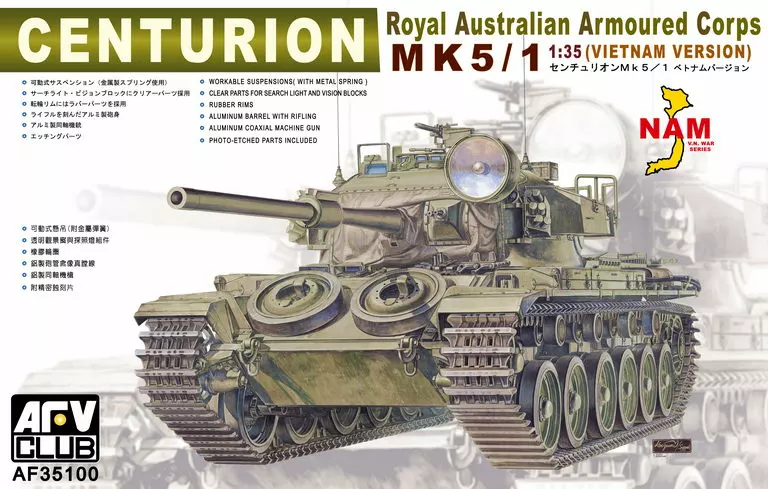 CENTURION
Royal Australian Armoured Corps
MK5/1 1:35 (VIETNAM VERSION)
センチュリオンMk5/1 ベトナムバージョン
• 可動式サスペンション（金属製スプリング使用）
• サーチライト・ビジョンブロックにクリアーパーツ採用
• 転輪リムにはラバーパーツを採用
• ライフルを刻んだアルミ製砲身
• アルミ製同軸機銃
• エッチングパーツ
• WORKABLE SUSPENSIONS( WITH METAL SPRING )
• CLEAR PARTS FOR SEARCH LIGHT AND VISION BLOCKS
• RUBBER RIMS
• ALUMINUM BARREL WITH RIFLING
• ALUMINUM COAXIAL MACHINE GUN
• PHOTO-ETCHED PARTS INCLUDED
NAM
V.N. WAR
SERIES
• 可動式懸吊(附金屬彈簧)
• 透明觀景窗與探照燈組件
• 橡膠輪圈
• 鋁製砲管膛線
• 鋁製同軸機槍
• 附精密蝕刻片
AFV
CLUB
AF35100